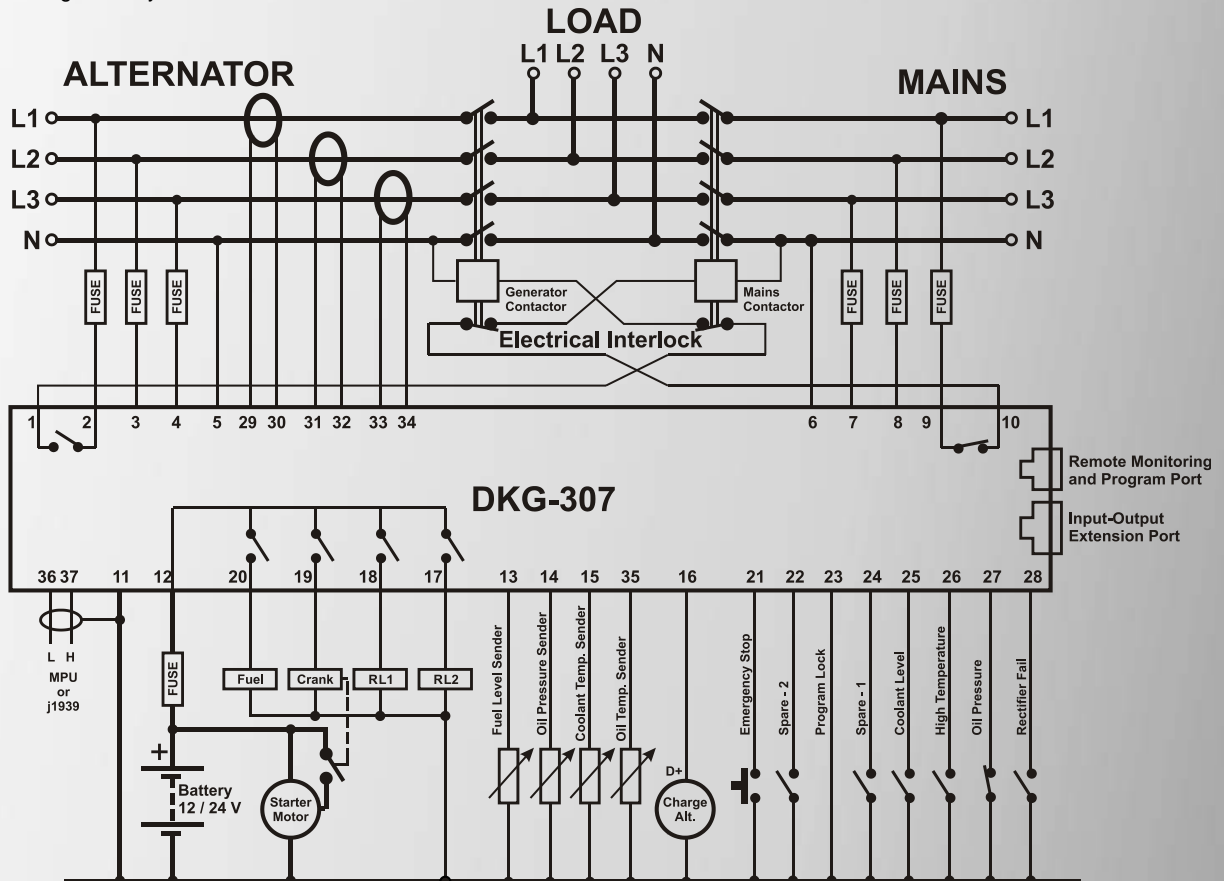 LOAD
L1 L2 L3 N
ALTERNATOR
MAINS
L1
L2
L3
N
L1
L2
L3
N
FUSE
FUSE
FUSE
Generator
Contactor
Mains
Contactor
FUSE
FUSE
FUSE
Electrical Interlock
1 2 3 4 5 29 30 31 32 33 34 6 7 8 9 10
DKG-307
Remote Monitoring
and Program Port
Input-Output
Extension Port
36 37 11 12 20 19 18 17 13 14 15 35 16 21 22 23 24 25 26 27 28
L H
MPU
or
j1939
FUSE
Fuel
Crank
RL1
RL2
Fuel Level Sender
Oil Pressure Sender
Coolant Temp. Sender
Oil Temp. Sender
Emergency Stop
Spare - 2
Program Lock
Spare - 1
Coolant Level
High Temperature
Oil Pressure
Rectifier Fail
+
Battery
12 / 24 V
Starter
Motor
D+
Charge
Alt.